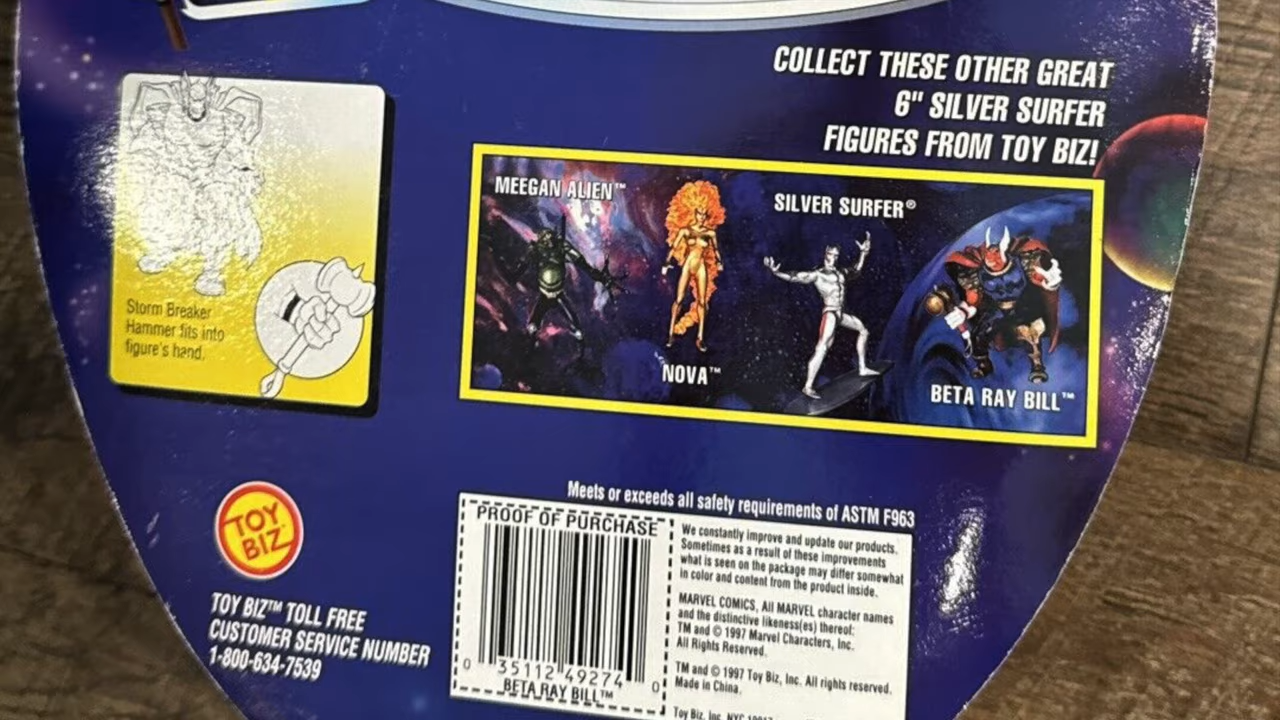 COLLECT THESE OTHER GREAT
6" SILVER SURFER
FIGURES FROM TOY BIZ!
MEEGAN ALIEN™
SILVER SURFER®
NOVA™
BETA RAY BILL™
Storm Breaker
Hammer fits into
figure's hand.
Meets or exceeds all safety requirements of ASTM F963
PROOF OF PURCHASE
0 35112 49274 0
BETA RAY BILL™
We constantly improve and update our products.
Sometimes as a result of these improvements
what is seen on the package may differ somewhat
in color and content from the product inside.
MARVEL COMICS, All MARVEL character names
and the distinctive likeness(es) thereof:
TM and © 1997 Marvel Characters, Inc.
All Rights Reserved.
TM and © 1997 Toy Biz, Inc. All rights reserved.
Made in China.
Toy Biz, Inc. NYC
TOY
BIZ
TOY BIZ™ TOLL FREE
CUSTOMER SERVICE NUMBER
1-800-634-7539